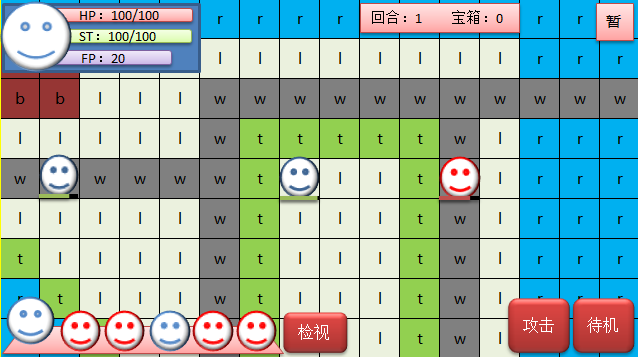 HP：100/100
ST：100/100
FP：20
回合：1 宝箱：0
暂
r r r r r r
l l l l l l l l r r r
b b l l l w w w w w w w w w w w
l l l l l w t t t t t w l r r r
w w w w w t l l t l r r r
l l l l l w t l l l t w l r r r
t l l l l w t l l l t w l r r r
t l l l w t l l l t w l
l t w l
检视
攻击
待机